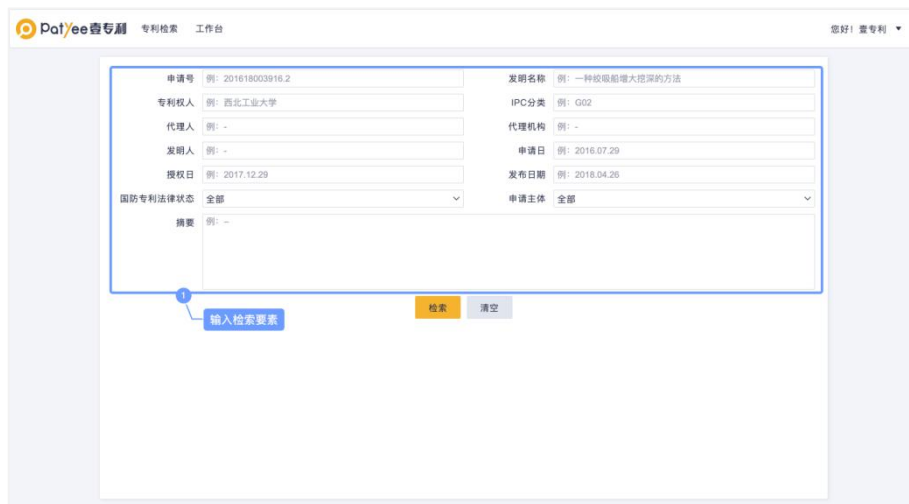 Patyee壹专利 专利检索 工作台 您好！壹专利 ▼
申请号 例：201618003916.2 发明名称 例：一种绞吸船增大挖深的方法
专利权人 例：西北工业大学 IPC分类 例：G02
代理人 例：- 代理机构 例：-
发明人 例：- 申请日 例：2016.07.29
授权日 例：2017.12.29 发布日期 例：2018.04.26
国防专利法律状态 全部 申请主体 全部
摘要 例：-
1
输入检索要素
检索 清空